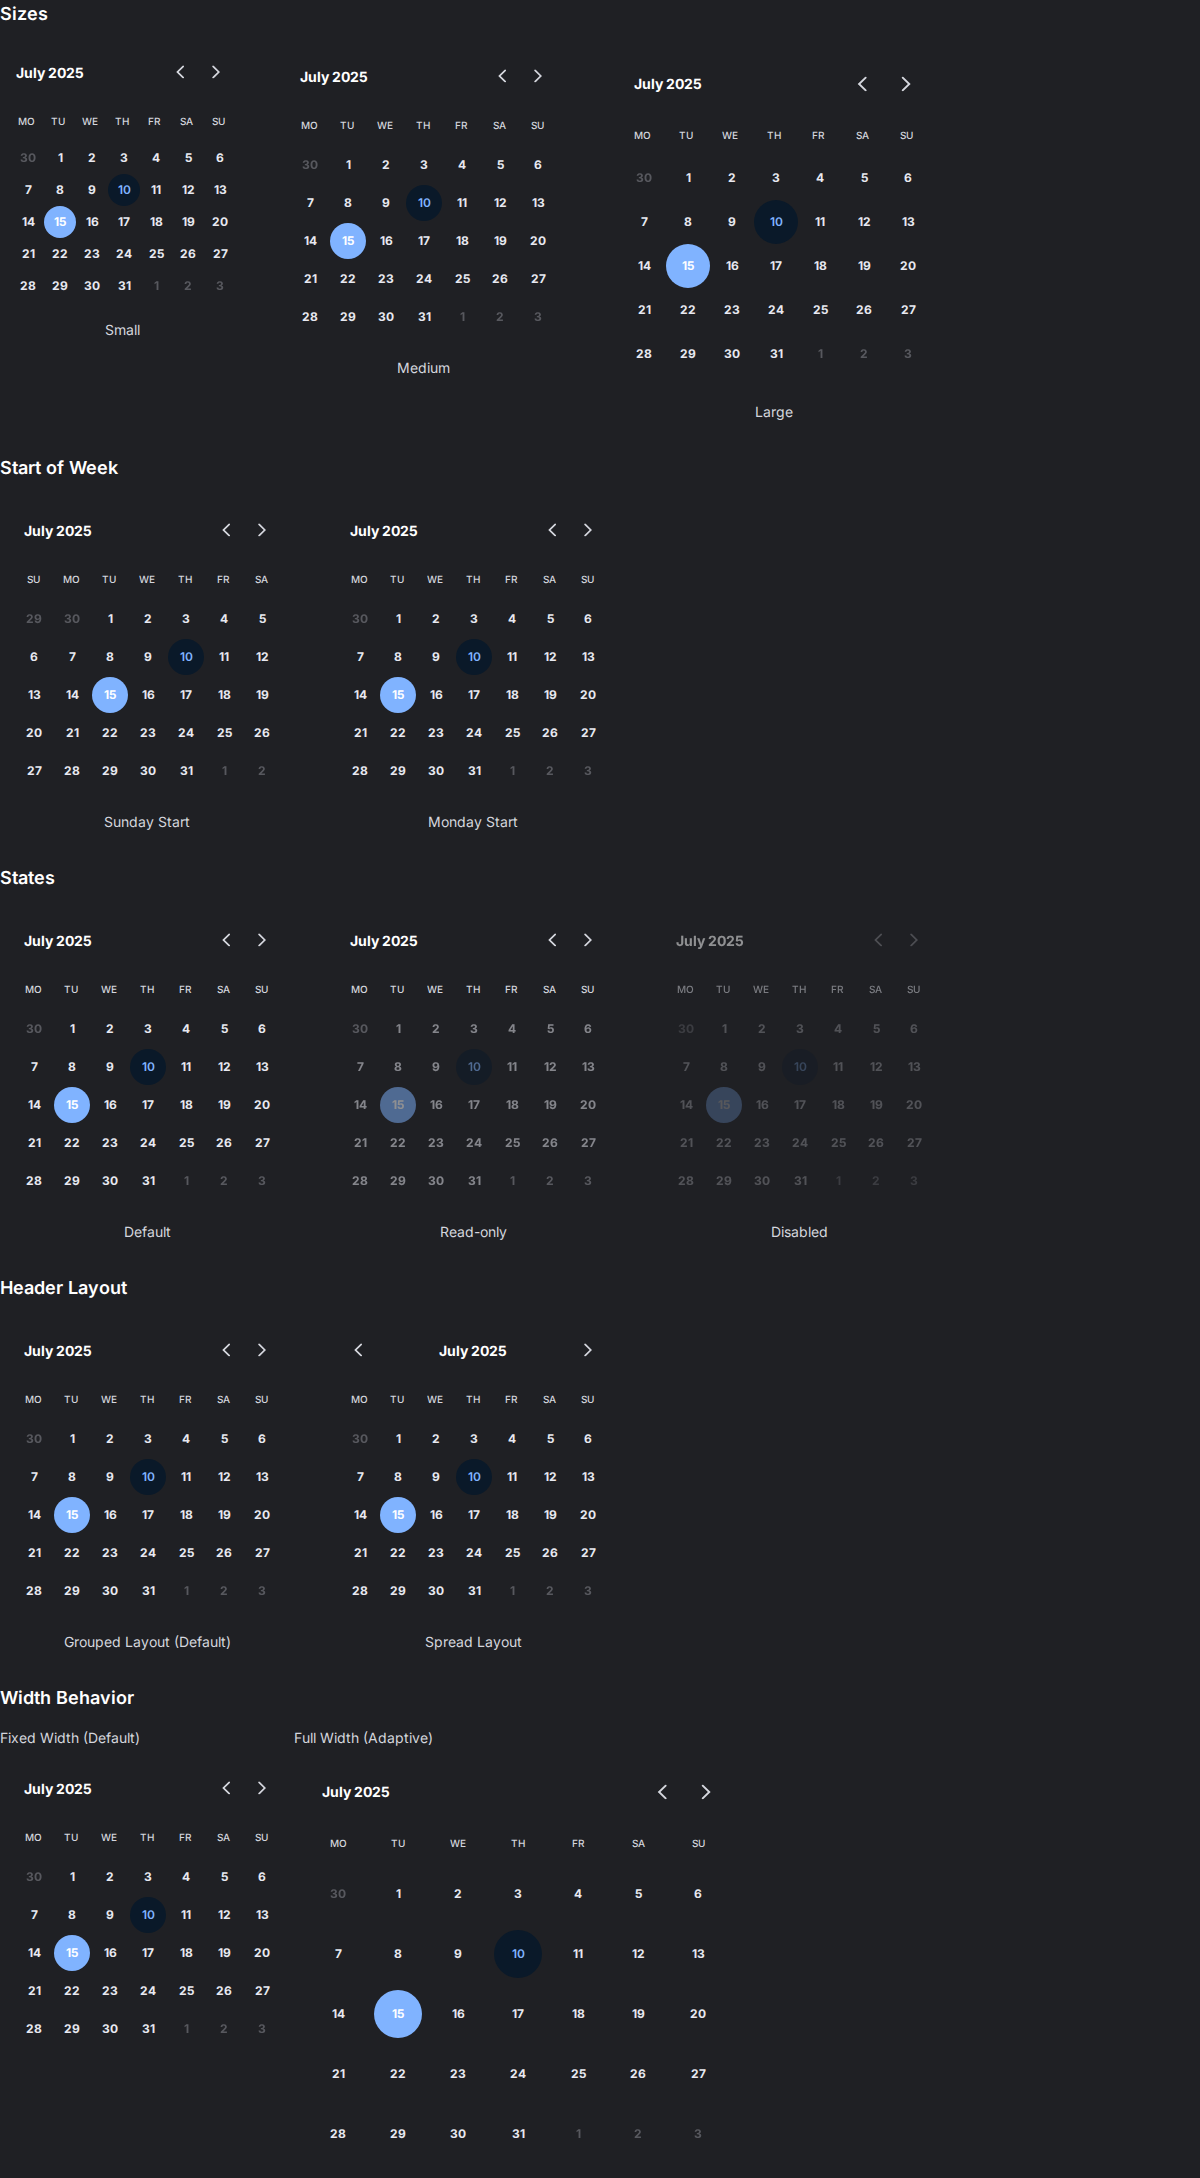 Sizes
July 2025
MO TU WE TH FR SA SU
30 1 2 3 4 5 6
7 8 9 10 11 12 13
14 15 16 17 18 19 20
21 22 23 24 25 26 27
28 29 30 31 1 2 3
Small
July 2025
MO TU WE TH FR SA SU
30 1 2 3 4 5 6
7 8 9 10 11 12 13
14 15 16 17 18 19 20
21 22 23 24 25 26 27
28 29 30 31 1 2 3
Medium
July 2025
MO TU WE TH FR SA SU
30 1 2 3 4 5 6
7 8 9 10 11 12 13
14 15 16 17 18 19 20
21 22 23 24 25 26 27
28 29 30 31 1 2 3
Large
Start of Week
July 2025
SU MO TU WE TH FR SA
29 30 1 2 3 4 5
6 7 8 9 10 11 12
13 14 15 16 17 18 19
20 21 22 23 24 25 26
27 28 29 30 31 1 2
Sunday Start
July 2025
MO TU WE TH FR SA SU
30 1 2 3 4 5 6
7 8 9 10 11 12 13
14 15 16 17 18 19 20
21 22 23 24 25 26 27
28 29 30 31 1 2 3
Monday Start
States
July 2025
MO TU WE TH FR SA SU
30 1 2 3 4 5 6
7 8 9 10 11 12 13
14 15 16 17 18 19 20
21 22 23 24 25 26 27
28 29 30 31 1 2 3
Default
July 2025
MO TU WE TH FR SA SU
30 1 2 3 4 5 6
7 8 9 10 11 12 13
14 15 16 17 18 19 20
21 22 23 24 25 26 27
28 29 30 31 1 2 3
Read-only
July 2025
MO TU WE TH FR SA SU
30 1 2 3 4 5 6
7 8 9 10 11 12 13
14 15 16 17 18 19 20
21 22 23 24 25 26 27
28 29 30 31 1 2 3
Disabled
Header Layout
July 2025
MO TU WE TH FR SA SU
30 1 2 3 4 5 6
7 8 9 10 11 12 13
14 15 16 17 18 19 20
21 22 23 24 25 26 27
28 29 30 31 1 2 3
Grouped Layout (Default)
July 2025
MO TU WE TH FR SA SU
30 1 2 3 4 5 6
7 8 9 10 11 12 13
14 15 16 17 18 19 20
21 22 23 24 25 26 27
28 29 30 31 1 2 3
Spread Layout
Width Behavior
Fixed Width (Default)
July 2025
MO TU WE TH FR SA SU
30 1 2 3 4 5 6
7 8 9 10 11 12 13
14 15 16 17 18 19 20
21 22 23 24 25 26 27
28 29 30 31 1 2 3
Full Width (Adaptive)
July 2025
MO TU WE TH FR SA SU
30 1 2 3 4 5 6
7 8 9 10 11 12 13
14 15 16 17 18 19 20
21 22 23 24 25 26 27
28 29 30 31 1 2 3